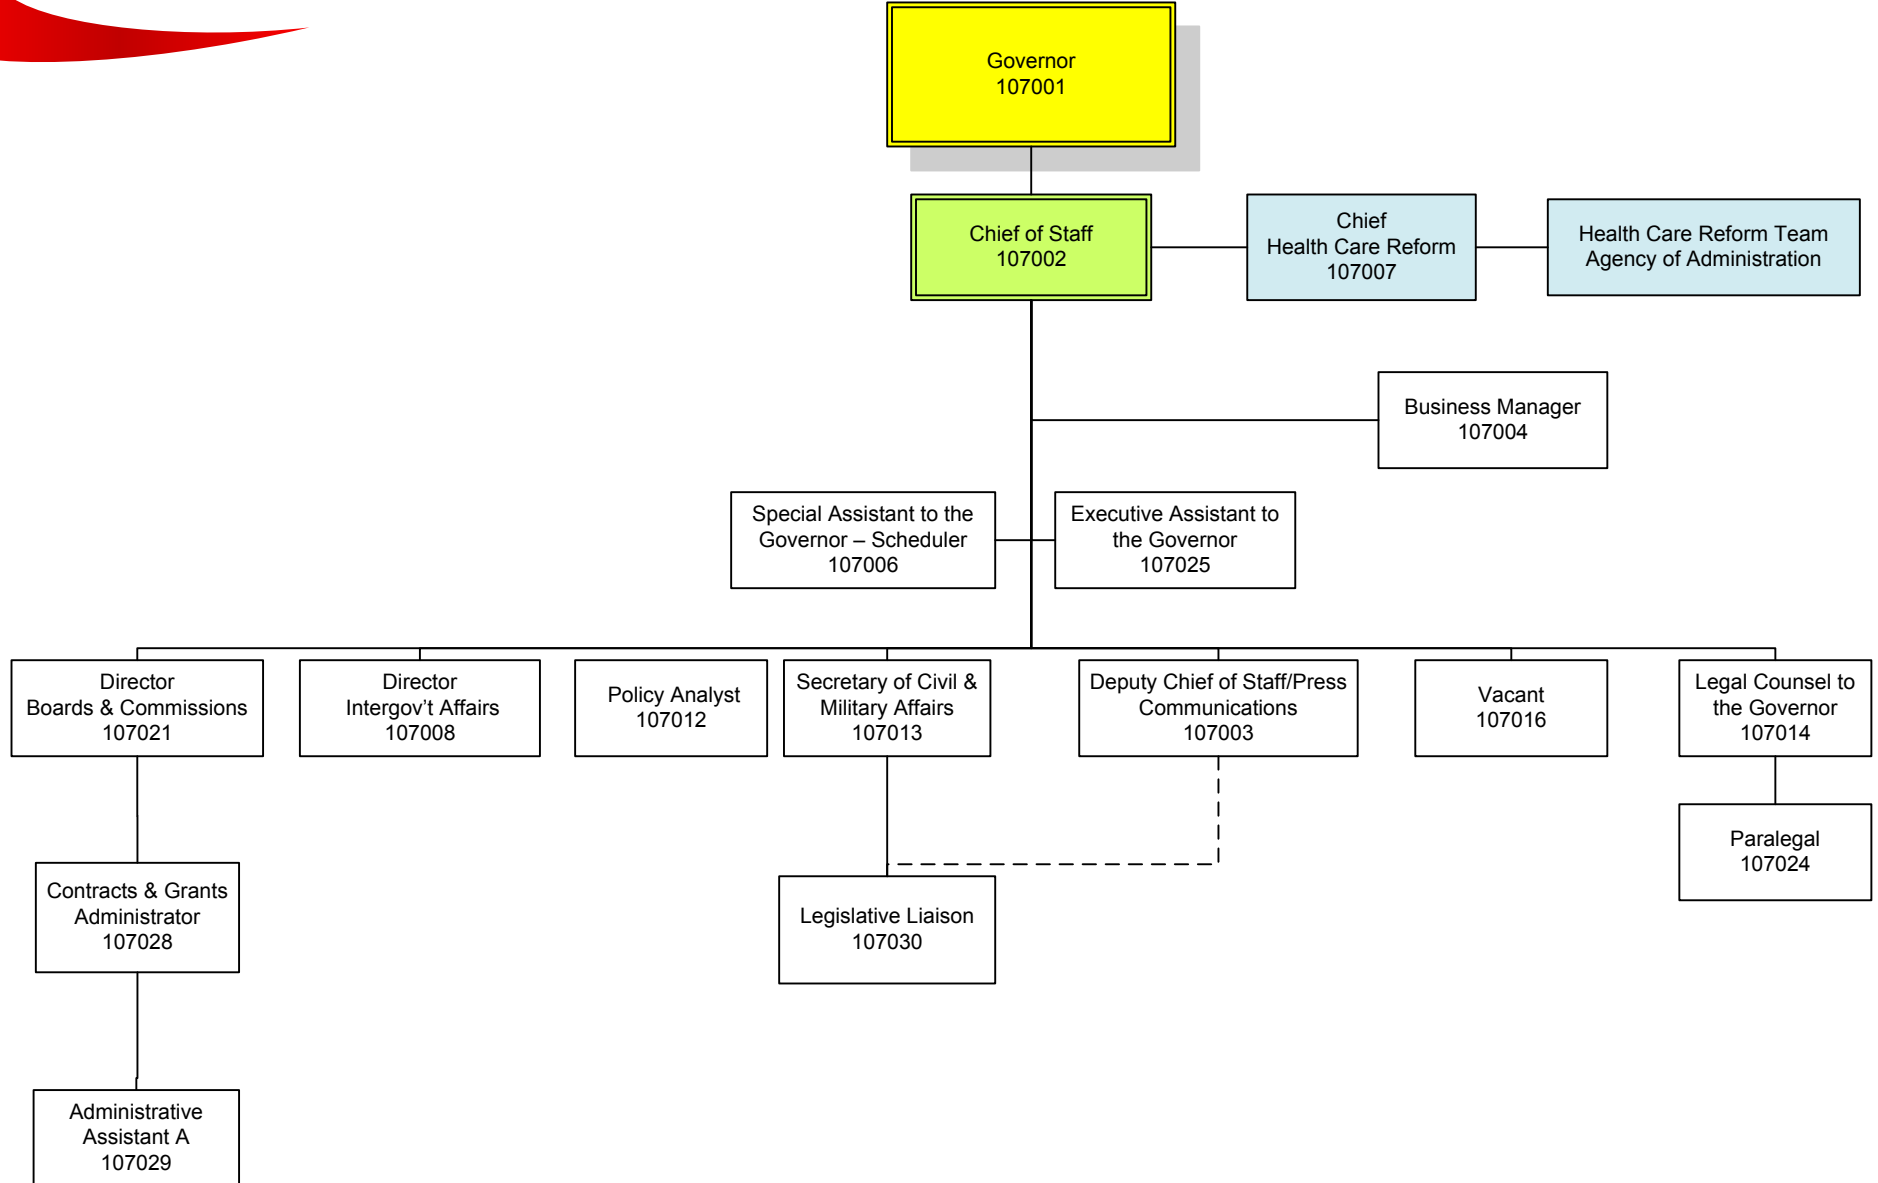 Governor
107001
Chief of Staff
107002
Chief
Health Care Reform
107007
Health Care Reform Team
Agency of Administration
Business Manager
107004
Special Assistant to the
Governor – Scheduler
107006
Executive Assistant to
the Governor
107025
Director
Boards & Commissions
107021
Director
Intergov’t Affairs
107008
Policy Analyst
107012
Secretary of Civil &
Military Affairs
107013
Deputy Chief of Staff/Press
Communications
107003
Vacant
107016
Legal Counsel to
the Governor
107014
Paralegal
107024
Contracts & Grants
Administrator
107028
Legislative Liaison
107030
Administrative
Assistant A
107029